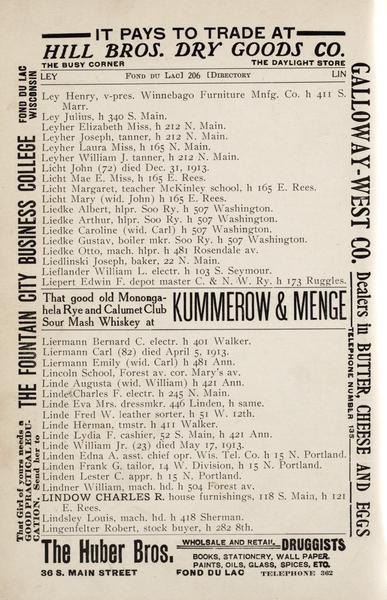 IT PAYS TO TRADE AT
HILL BROS. DRY GOODS CO.
THE BUSY CORNER THE DAYLIGHT STORE
LEY FOND DU LAC] 206 [DIRECTORY LIN
Ley Henry, v-pres. Winnebago Furniture Mnfg. Co. h 411 S.
Marr.
Ley Julius, h 340 S. Main.
Leyher Elizabeth Miss, h 212 N. Main.
Leyher Joseph, tanner, h 212 N. Main.
Leyher Laura Miss, h 165 N. Main.
Leyher William J. tanner, h 212 N. Main.
Licht John (72) died Dec. 31, 1913.
Licht Mae E. Miss, h 165 E. Rees.
Licht Margaret, teacher McKinley school, h 165 E. Rees.
Licht Mary (wid. John) h 165 E. Rees.
Liedke Albert, hlpr. Soo Ry. h 507 Washington.
Liedke Arthur, hlpr. Soo Ry. h 507 Washington.
Liedke Caroline (wid. Carl) h 507 Washington.
Liedke Gustav, boiler mkr. Soo Ry. h 507 Washington.
Liedke Otto, mach. hlpr. h 481 Rosendale av.
Liedlinski Joseph, baker, 22 N. Main.
Lieflander William L. electr. h 103 S. Seymour.
Liepert Edwin F. depot master C. & N. W. Ry. h 173 Ruggles.
That good old Mononga-
hela Rye and Calumet Club
Sour Mash Whiskey at
KUMMEROW & MENGE
Liermann Bernard C. electr. h 401 Walker.
Liermann Carl (82) died April 5, 1913.
Liermann Emily (wid. Carl) h 481 Ann.
Lincoln School, Forest av. cor. Mary's av.
Linde Augusta (wid. William) h 421 Ann.
Linde Charles F. electr. h 245 N. Main.
Linde Eva Mrs. dressmkr. 446 Linden, h same.
Linde Fred W. leather sorter, h 51 W. 12th.
Linde Herman, tmstr. h 411 Walker.
Linde Lydia F. cashier, 52 S. Main, h 421 Ann.
Linde William Jr. (23) died May 17, 1913.
Linden Edna A. asst. chief opr. Wis. Tel. Co. h 15 N. Portland.
Linden Frank G. tailor, 14 W. Division, h 15 N. Portland.
Linden Lester C. appr. h 15 N. Portland.
Lindner William, mach. hd. h 504 Forest av.
LINDOW CHARLES R. house furnishings, 118 S. Main, h 121
E. Rees.
Lindsley Louis, mach. hd. h 418 Sherman.
Lingenfelter Robert, stock buyer, h 282 8th.
The Huber Bros. WHOLESALE AND RETAIL DRUGGISTS
BOOKS, STATIONERY, WALL PAPER,
PAINTS, OILS, GLASS, SPICES, ETC.
36 S. MAIN STREET FOND DU LAC TELEPHONE 362
That Girl of yours needs a
GOOD PRACTICAL EDU-
CATION. Send her to
THE FOUNTAIN CITY BUSINESS COLLEGE
FOND DU LAC
WISCONSIN
GALLOWAY-WEST CO. Dealers in BUTTER, CHEESE AND EGGS
TELEPHONE NUMBER 135